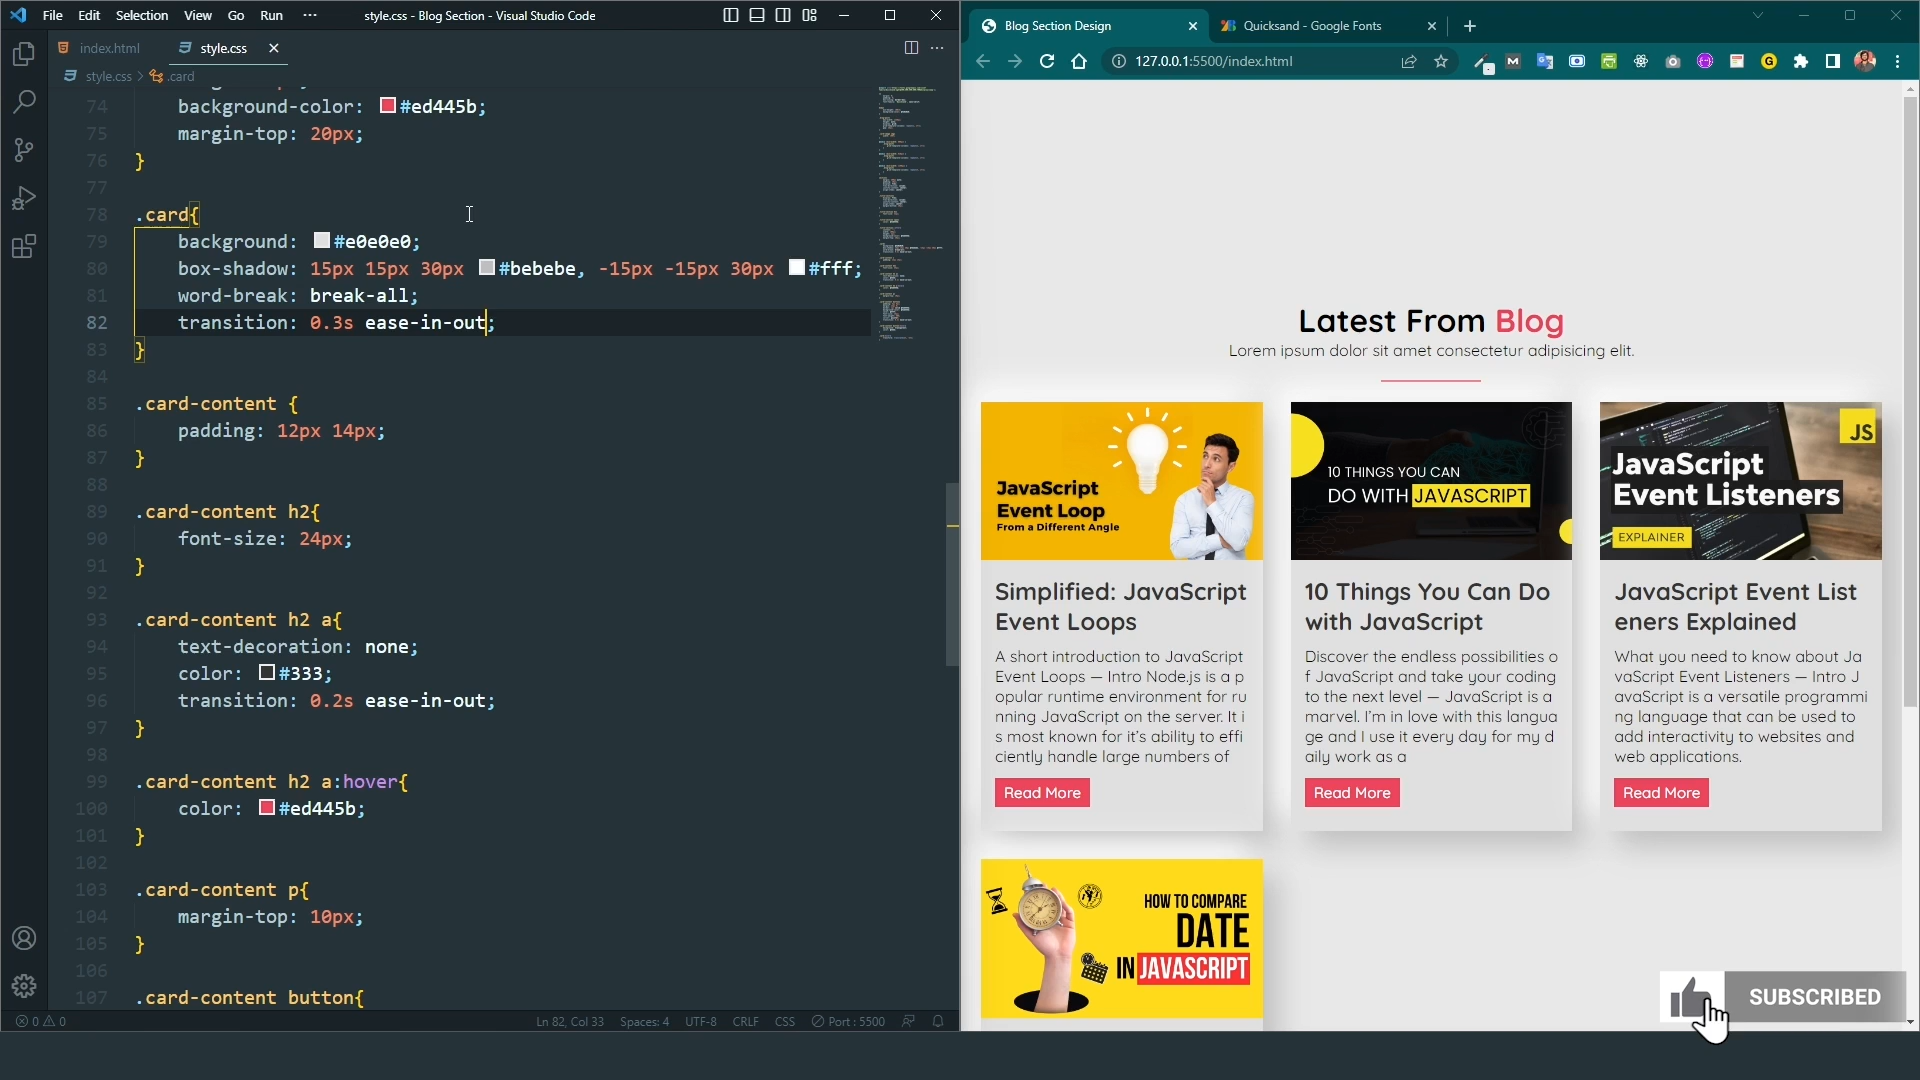 File Edit Selection View Go Run ··· style.css - Blog Section - Visual Studio Code
index.html style.css
style.css > .card
74 background-color: #ed445b;
75 margin-top: 20px;
76 }
77
78 .card{
79 background: #e0e0e0;
80 box-shadow: 15px 15px 30px #bebebe, -15px -15px 30px #fff;
81 word-break: break-all;
82 transition: 0.3s ease-in-out;
83 }
84
85 .card-content {
86 padding: 12px 14px;
87 }
88
89 .card-content h2{
90 font-size: 24px;
91 }
92
93 .card-content h2 a{
94 text-decoration: none;
95 color: #333;
96 transition: 0.2s ease-in-out;
97 }
98
99 .card-content h2 a:hover{
100 color: #ed445b;
101 }
102
103 .card-content p{
104 margin-top: 10px;
105 }
106
107 .card-content button{
0 0 Ln 82, Col 33 Spaces: 4 UTF-8 CRLF CSS Port : 5500
Blog Section Design Quicksand - Google Fonts
127.0.0.1:5500/index.html
Latest From Blog
Lorem ipsum dolor sit amet consectetur adipisicing elit.
JavaScript
Event Loop
From a Different Angle
Simplified: JavaScript
Event Loops
A short introduction to JavaScript
Event Loops — Intro Node.js is a p
opular runtime environment for ru
nning JavaScript on the server. It i
s most known for it's ability to effi
ciently handle large numbers of
Read More
10 THINGS YOU CAN
DO WITH JAVASCRIPT
10 Things You Can Do
with JavaScript
Discover the endless possibilities o
f JavaScript and take your coding
to the next level — JavaScript is a
marvel. I'm in love with this langua
ge and I use it every day for my d
aily work as a
Read More
JS
JavaScript
Event Listeners
EXPLAINER
JavaScript Event List
eners Explained
What you need to know about Ja
vaScript Event Listeners — Intro J
avaScript is a versatile programmi
ng language that can be used to
add interactivity to websites and
web applications.
Read More
HOW TO COMPARE
DATE
IN JAVASCRIPT
SUBSCRIBED